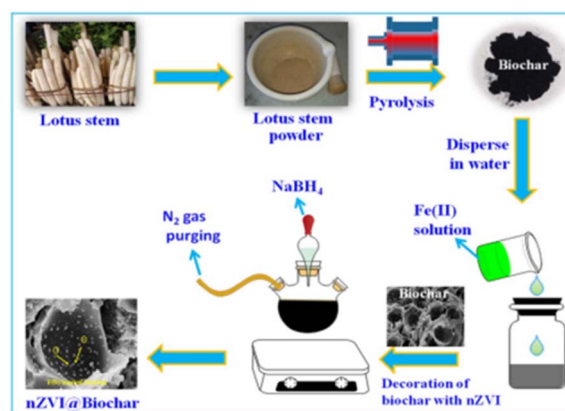 Lotus stem
Lotus stem
powder
Pyrolysis
Biochar
Disperse
in water
NaBH₄
N₂ gas
purging
Fe(II)
solution
Biochar
Decoration of
biochar with nZVI
nZVI@Biochar